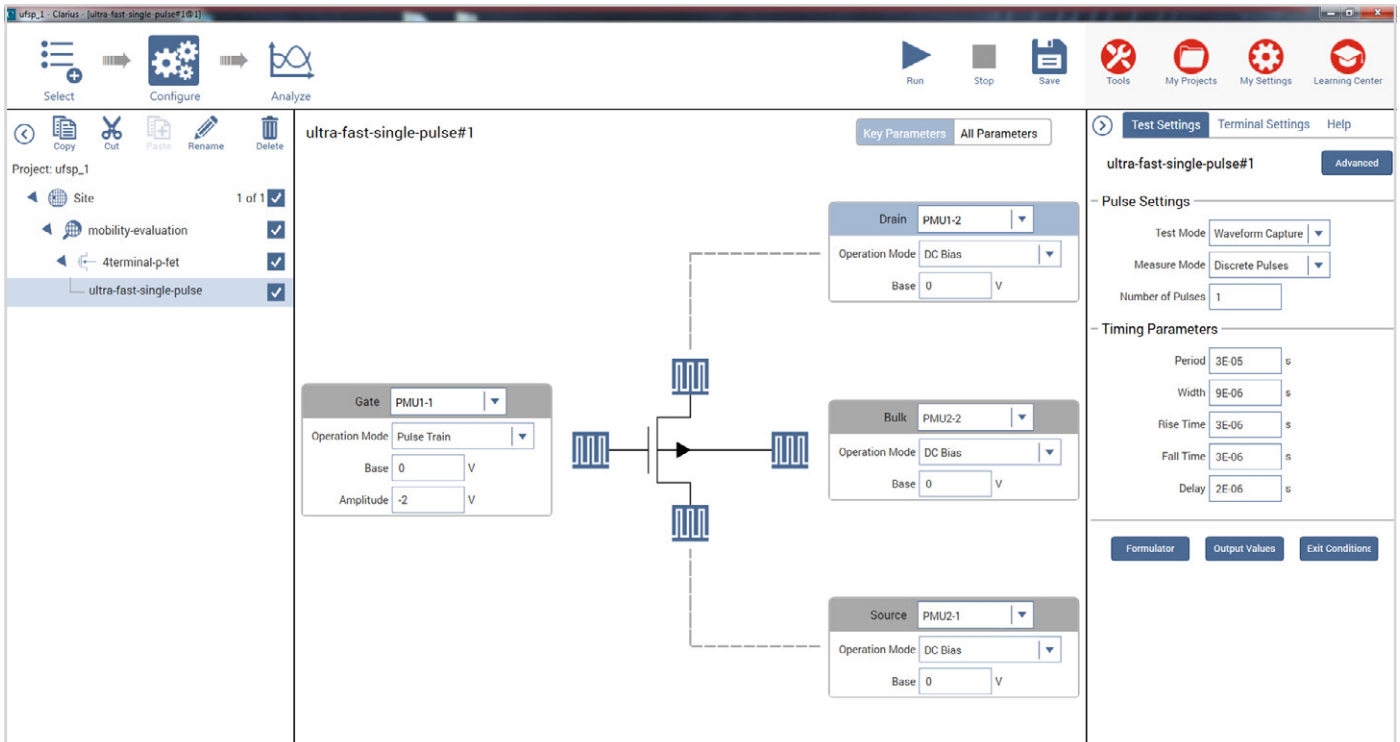 ufsp_1 - Clarius - [ultra-fast-single-pulse#1@1]
Select
Configure
Analyze
Run
Stop
Save
Tools
My Projects
My Settings
Learning Center
Copy
Cut
Paste
Rename
Delete
Project: ufsp_1
Site 1 of 1
mobility-evaluation
4terminal-p-fet
ultra-fast-single-pulse
ultra-fast-single-pulse#1
Key Parameters All Parameters
Gate PMU1-1
Operation Mode Pulse Train
Base 0 V
Amplitude -2 V
Drain PMU1-2
Operation Mode DC Bias
Base 0 V
Bulk PMU2-2
Operation Mode DC Bias
Base 0 V
Source PMU2-1
Operation Mode DC Bias
Base 0 V
Test Settings Terminal Settings Help
ultra-fast-single-pulse#1 Advanced
Pulse Settings
Test Mode Waveform Capture
Measure Mode Discrete Pulses
Number of Pulses 1
Timing Parameters
Period 3E-05 s
Width 9E-06 s
Rise Time 3E-06 s
Fall Time 3E-06 s
Delay 2E-06 s
Formulator Output Values Exit Conditions